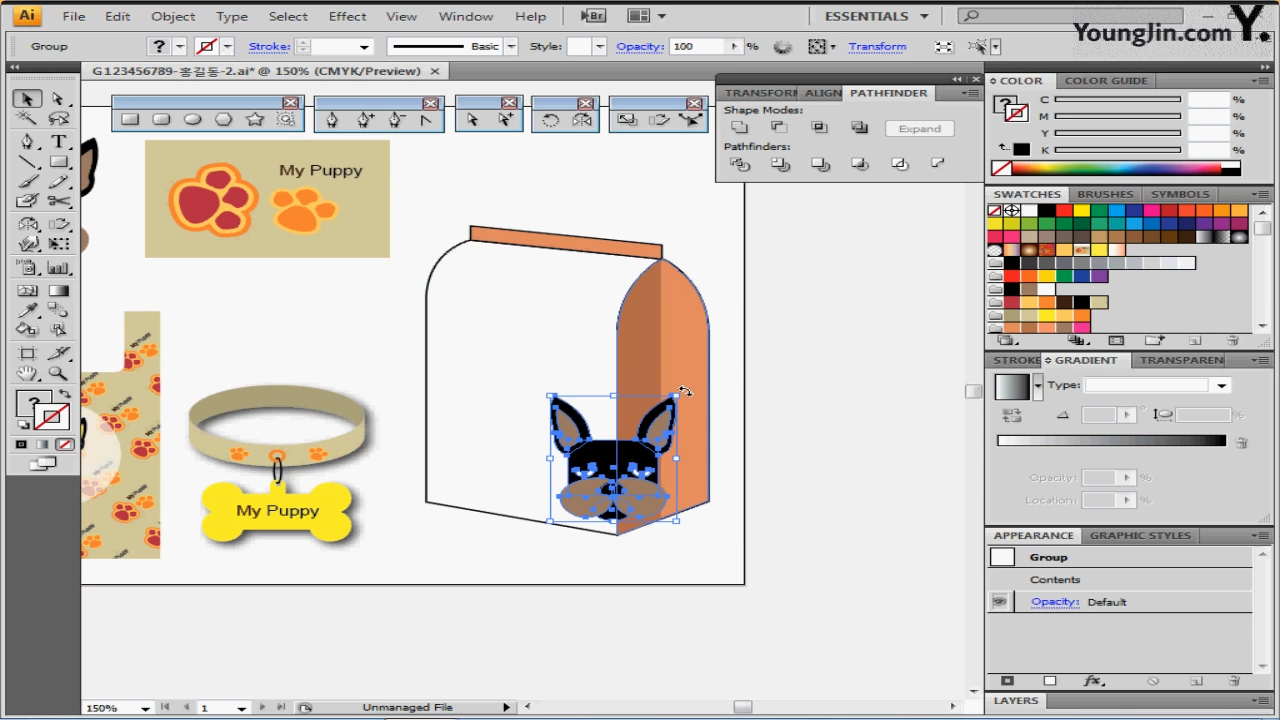 Ai File Edit Object Type Select Effect View Window Help Br ESSENTIALS
YoungJin.com Y.
Group ? Stroke: Basic Style: Opacity: 100 % Transform
G123456789-홍길동-2.ai* @ 150% (CMYK/Preview)
TRANSFORM ALIGN PATHFINDER
Shape Modes:
Expand
Pathfinders:
COLOR COLOR GUIDE
C %
M %
Y %
K %
SWATCHES BRUSHES SYMBOLS
STROKE GRADIENT TRANSPAREN
Type:
Opacity: %
Location: %
APPEARANCE GRAPHIC STYLES
Group
Contents
Opacity: Default
fx
LAYERS
My Puppy
My Puppy
150% 1 Unmanaged File